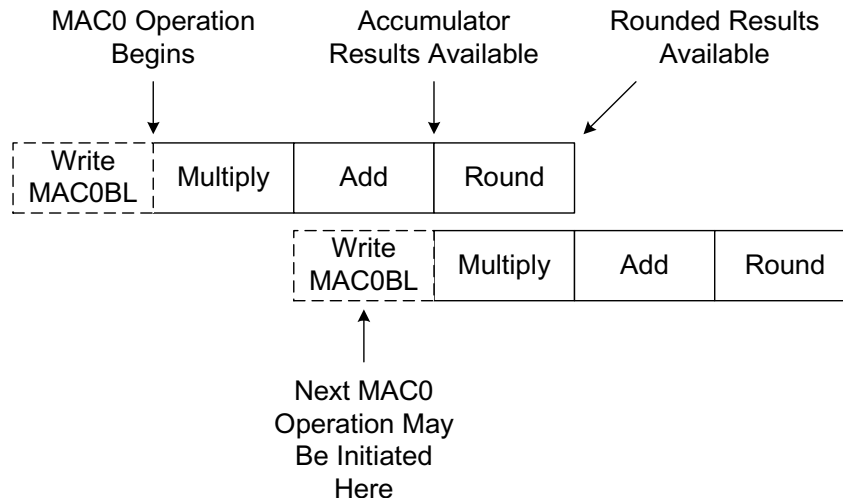 MAC0 Operation
Begins
Accumulator
Results Available
Rounded Results
Available
Write
MAC0BL
Multiply
Add
Round
Write
MAC0BL
Multiply
Add
Round
Next MAC0
Operation May
Be Initiated
Here